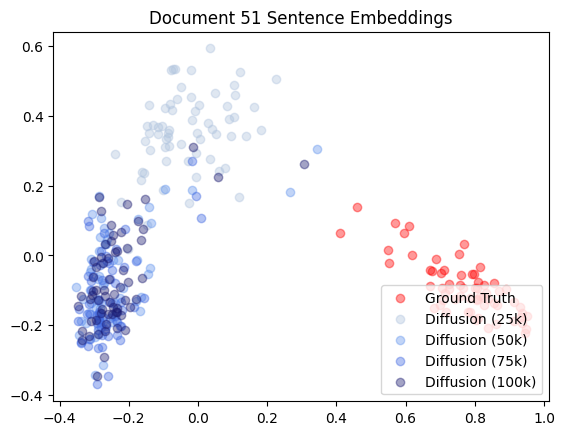 Document 51 Sentence Embeddings
0.6
0.4
0.2
0.0
−0.2
−0.4
Ground Truth
Diffusion (25k)
Diffusion (50k)
Diffusion (75k)
Diffusion (100k)
−0.4 −0.2 0.0 0.2 0.4 0.6 0.8 1.0